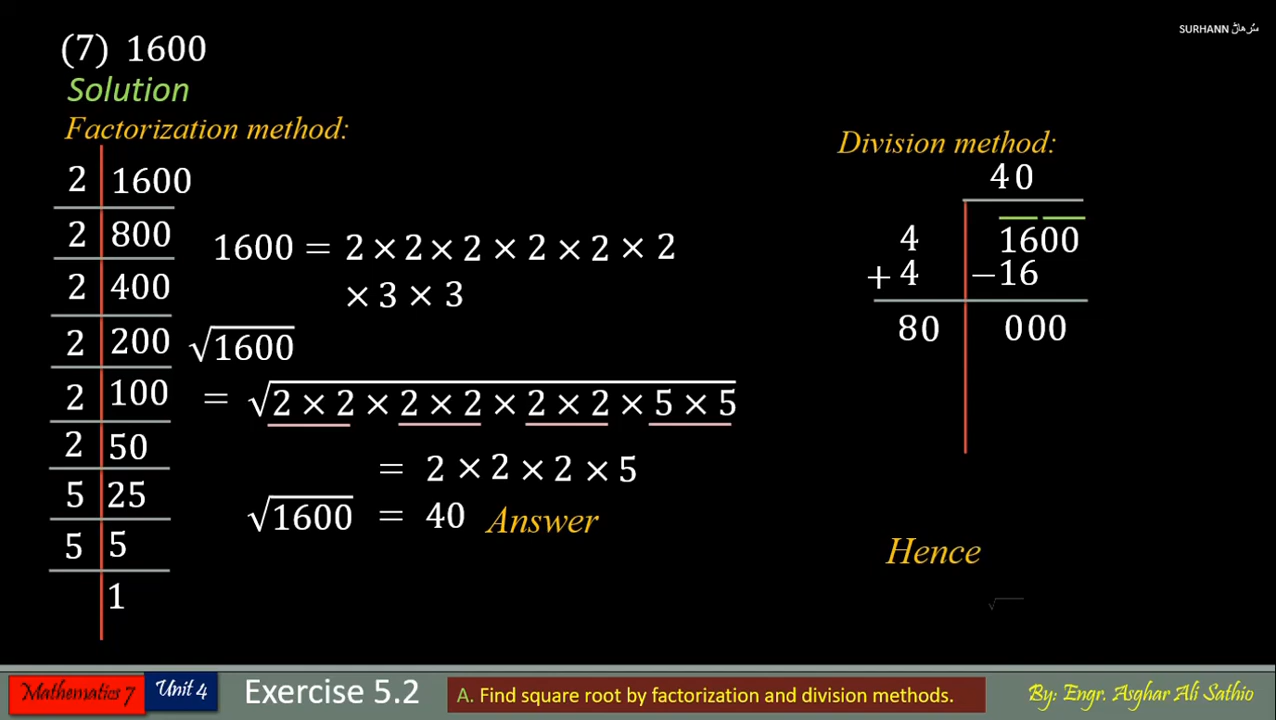 SURHANN سُرهاڻ
(7) 1600
Solution
Factorization method:
2 1600
2 800
2 400
2 200
2 100
2 50
5 25
5 5
1
1600 = 2 × 2 × 2 × 2 × 2 × 2
× 3 × 3
√1600
= √2 × 2 × 2 × 2 × 2 × 2 × 5 × 5
= 2 × 2 × 2 × 5
√1600 = 40 Answer
Division method:
40
4 1600
+ 4 −16
80 000
Hence
√
Mathematics 7 Unit 4 Exercise 5.2 A. Find square root by factorization and division methods. By: Engr. Asghar Ali Sathio